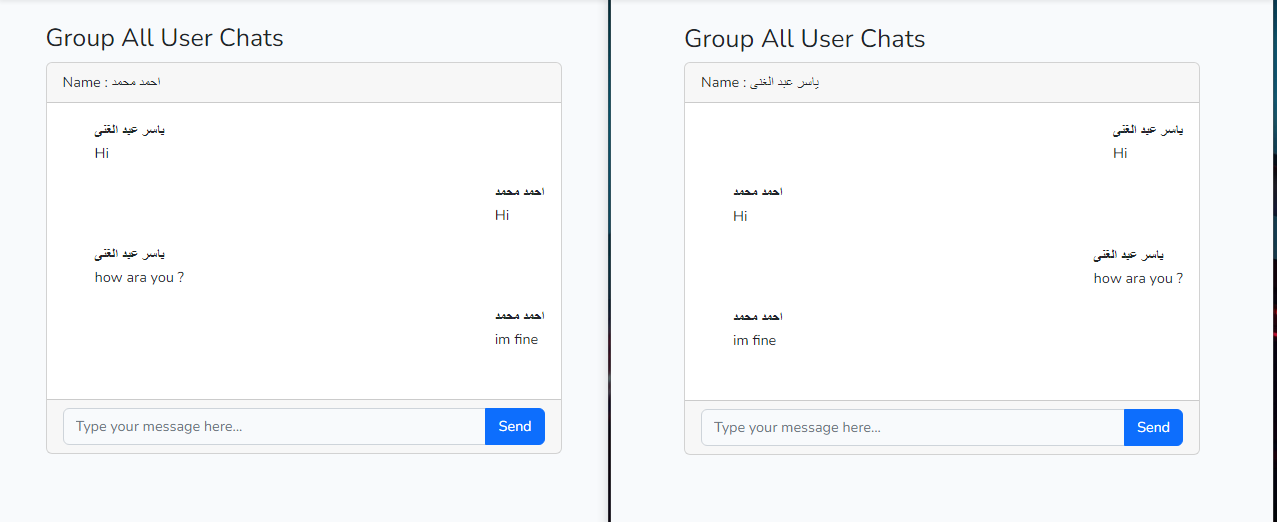 Group All User Chats
Name : احمد محمد
ياسر عبد الغنى
Hi
احمد محمد
Hi
ياسر عبد الغنى
how ara you ?
احمد محمد
im fine
Type your message here...
Send
Group All User Chats
Name : ياسر عبد الغنى
ياسر عبد الغنى
Hi
احمد محمد
Hi
ياسر عبد الغنى
how ara you ?
احمد محمد
im fine
Type your message here...
Send